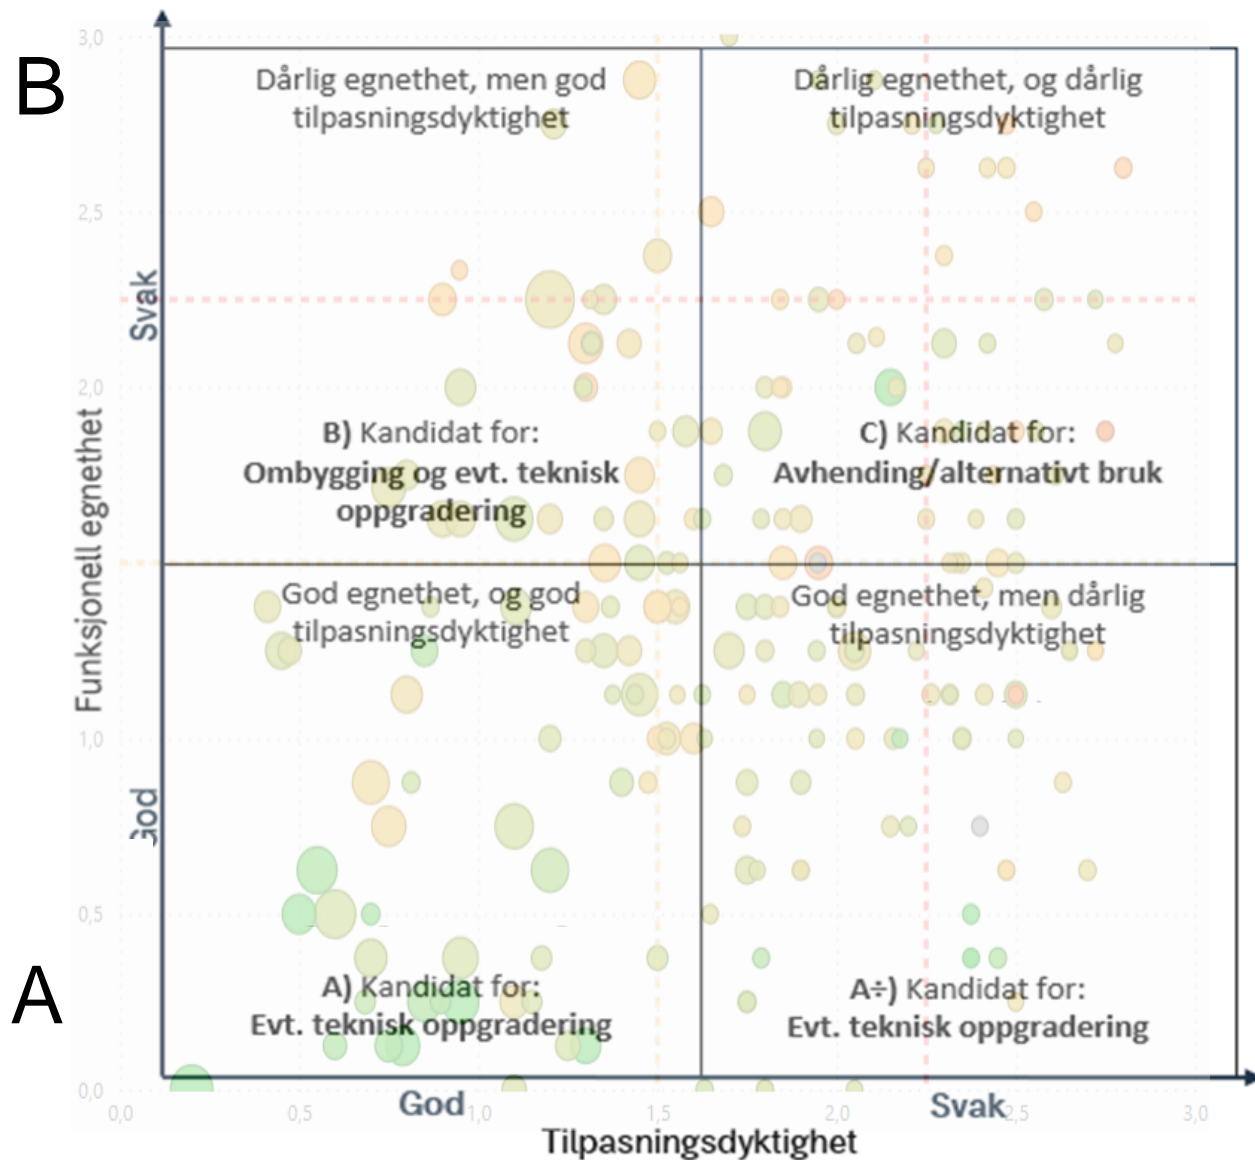 B
3,0
Dårlig egnethet, men god
tilpasningsdyktighet
Dårlig egnethet, og dårlig
tilpasningsdyktighet
2,5
Svak
2,0
B) Kandidat for:
Ombygging og evt. teknisk
oppgradering
C) Kandidat for:
Avhending/alternativt bruk
Funksjonell egnethet
God egnethet, og god
tilpasningsdyktighet
God egnethet, men dårlig
tilpasningsdyktighet
1,0
God
0,5
A
A) Kandidat for:
Evt. teknisk oppgradering
A÷) Kandidat for:
Evt. teknisk oppgradering
0,0
0,0
0,5
God
1,0
1,5
2,0
Svak
2,5
3,0
Tilpasningsdyktighet